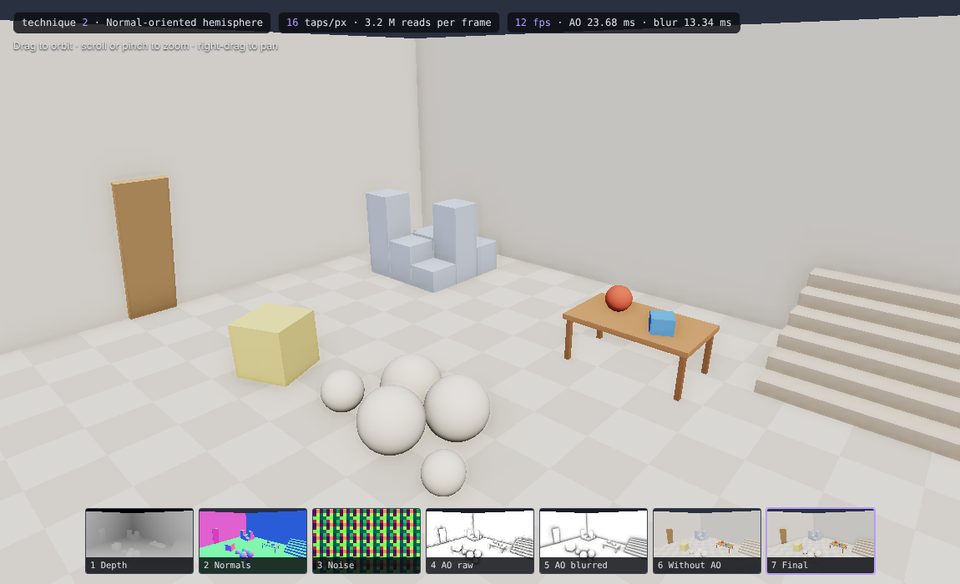 technique 2 · Normal-oriented hemisphere
16 taps/px · 3.2 M reads per frame
12 fps · AO 23.68 ms · blur 13.34 ms
Drag to orbit · scroll or pinch to zoom · right-drag to pan
1 Depth
2 Normals
3 Noise
4 AO raw
5 AO blurred
6 Without AO
7 Final